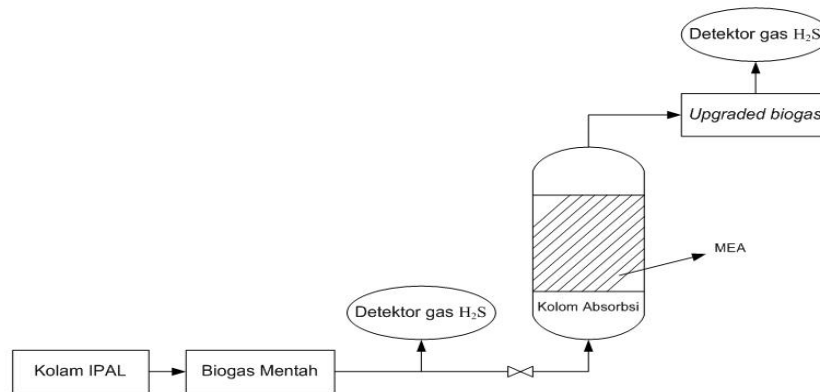 Detektor gas H₂S
Upgraded biogas
MEA
Kolom Absorbsi
Detektor gas H₂S
Kolam IPAL
Biogas Mentah